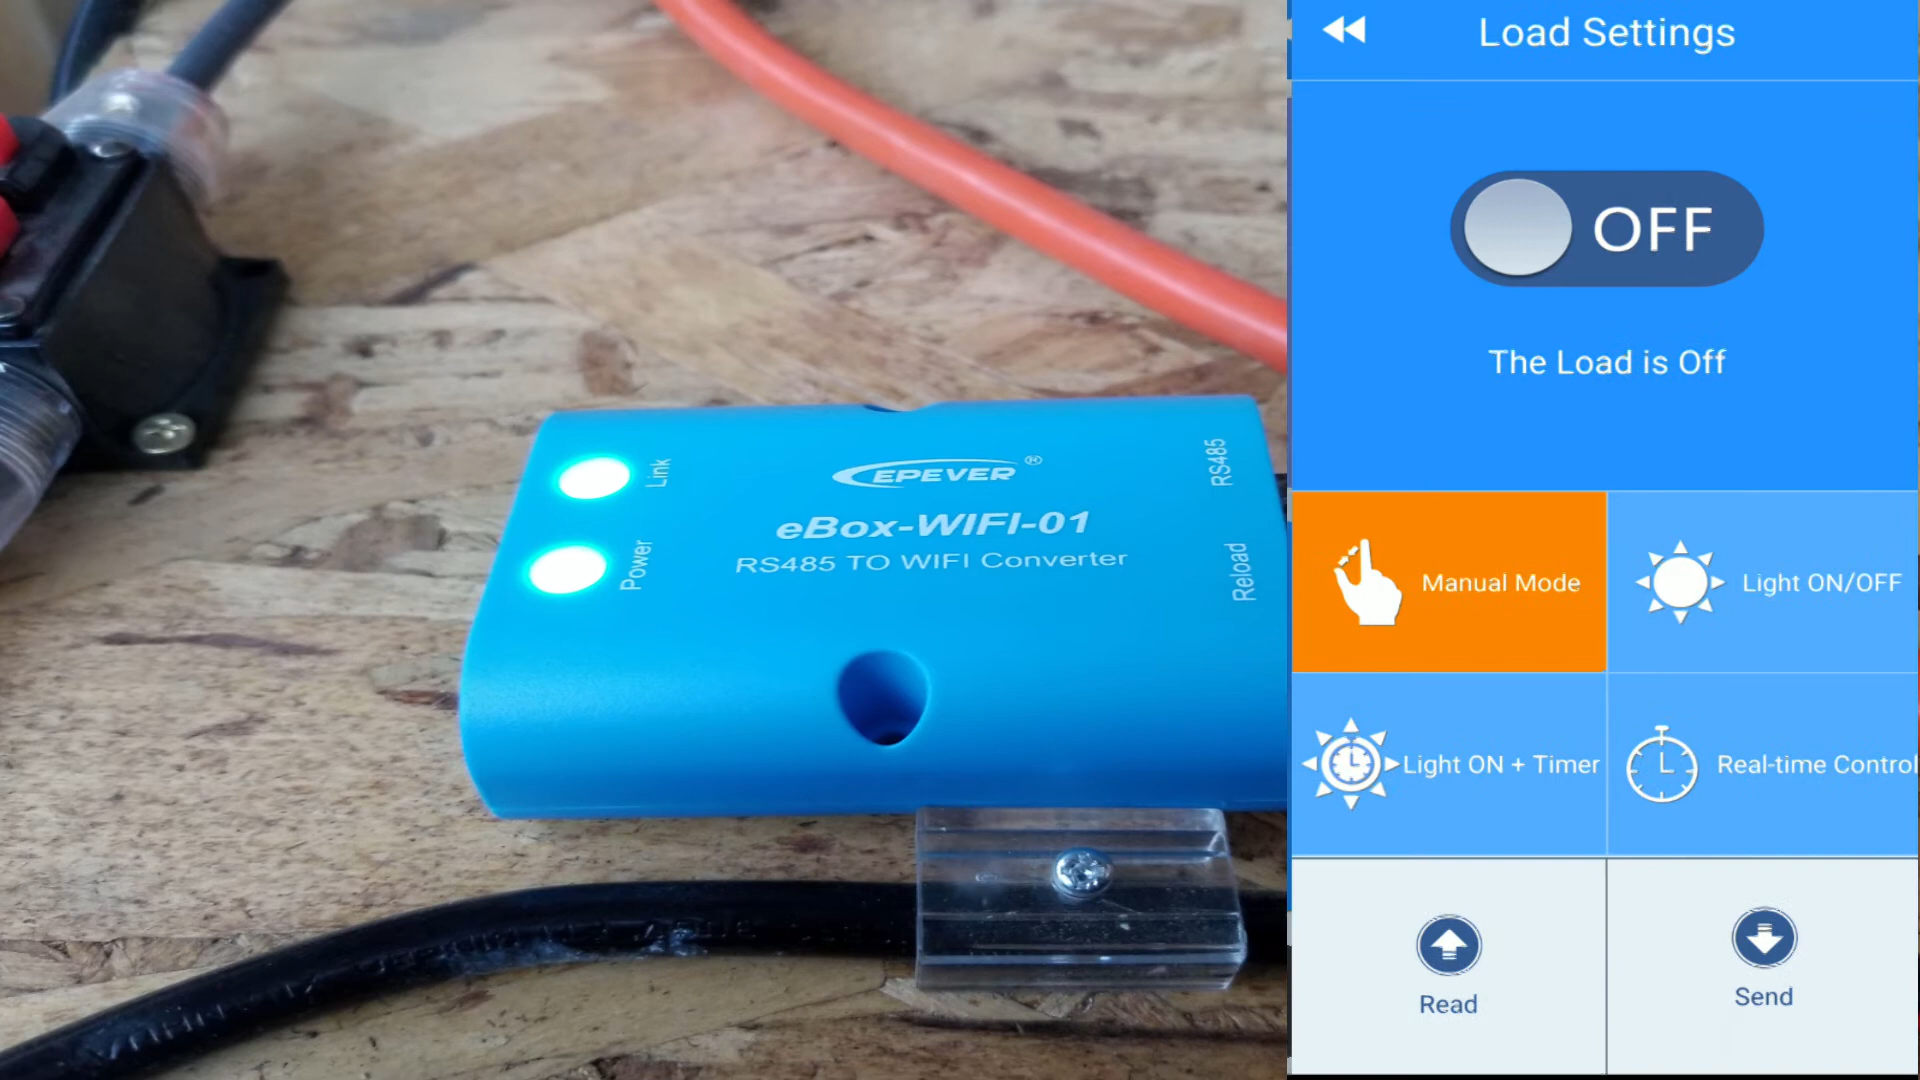 Link
Power
EPEVER®
eBox-WIFI-01
RS485 TO WIFI Converter
RS485
Reload
Load Settings
OFF
The Load is Off
Manual Mode
Light ON/OFF
Light ON + Timer
Real-time Control
Read
Send